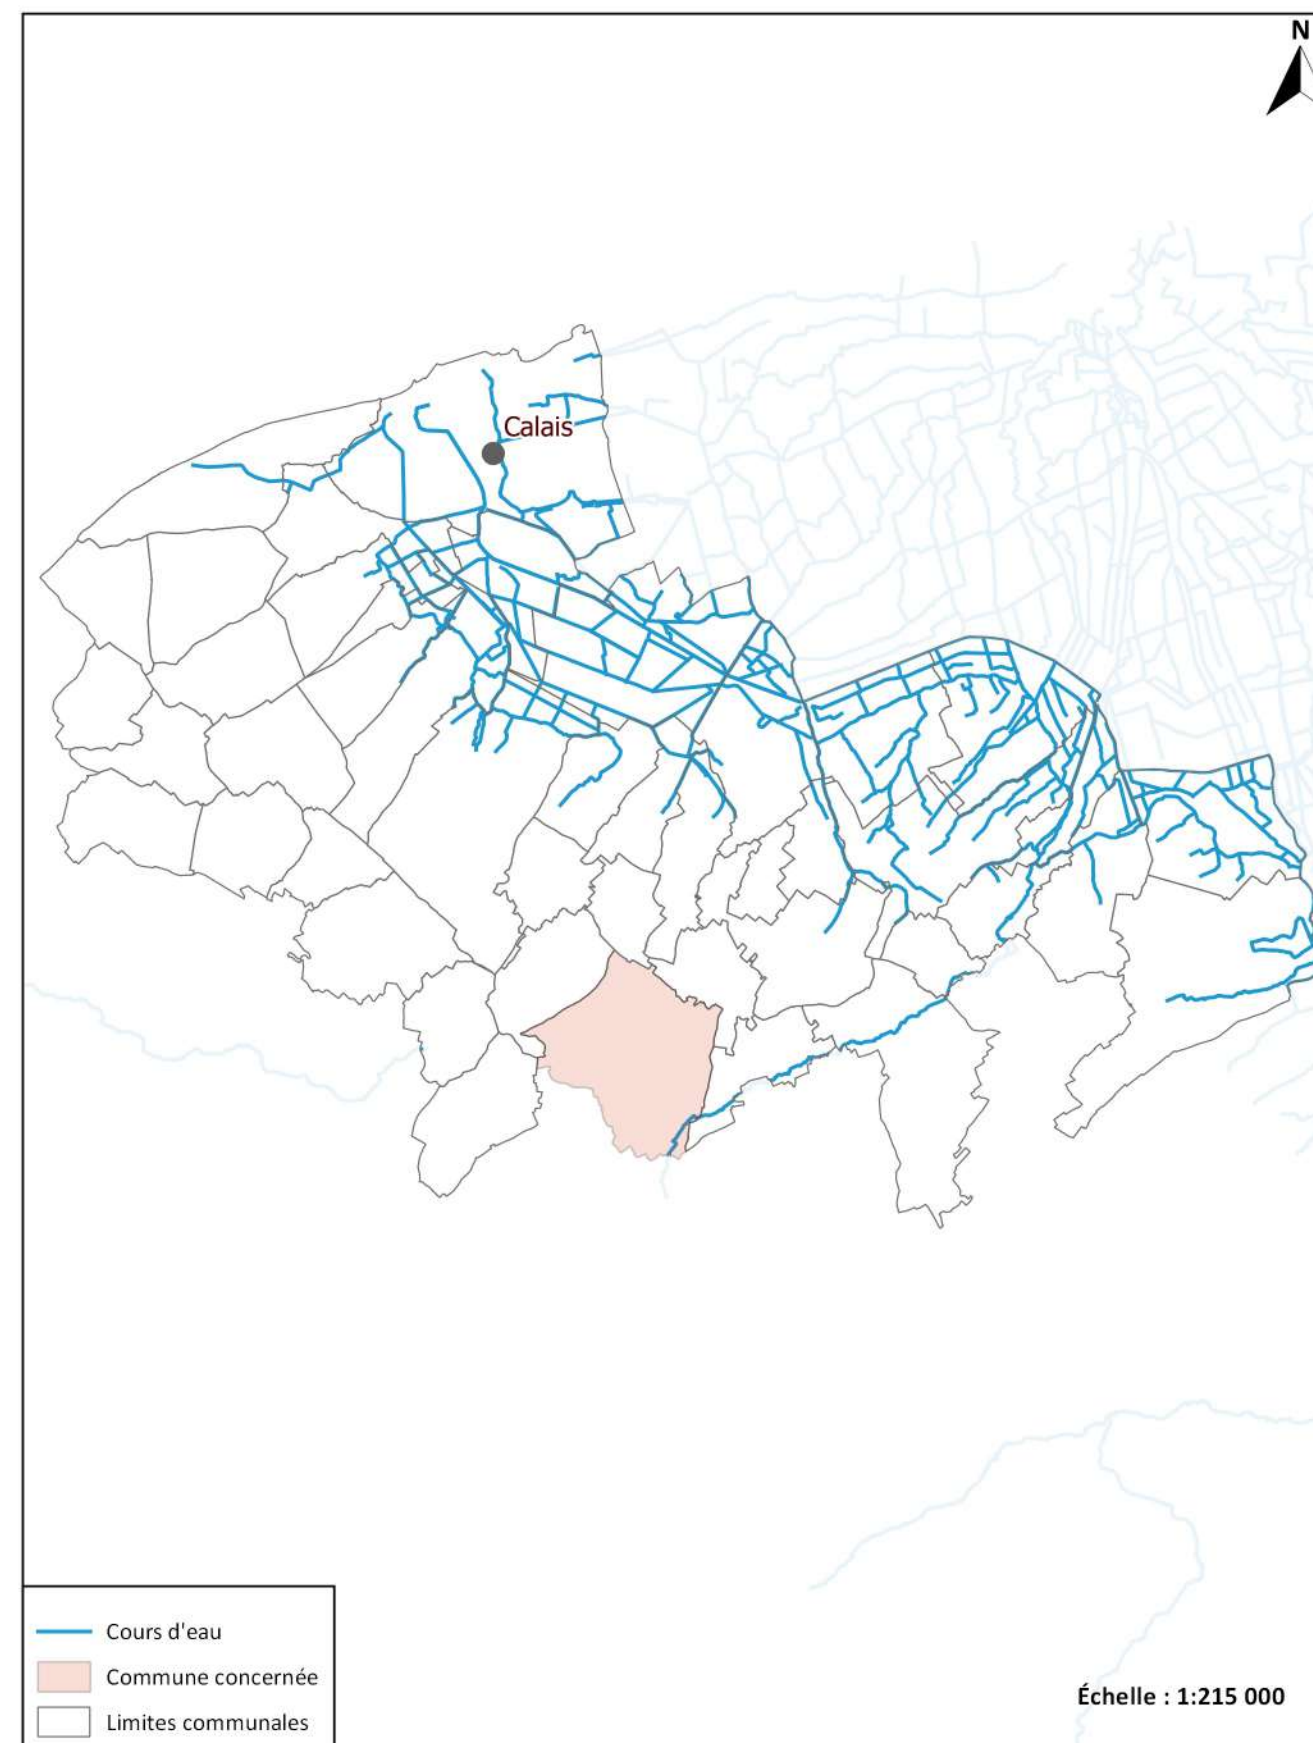 N
Calais
Cours d'eau
Commune concernée
Limites communales
Échelle : 1:215 000